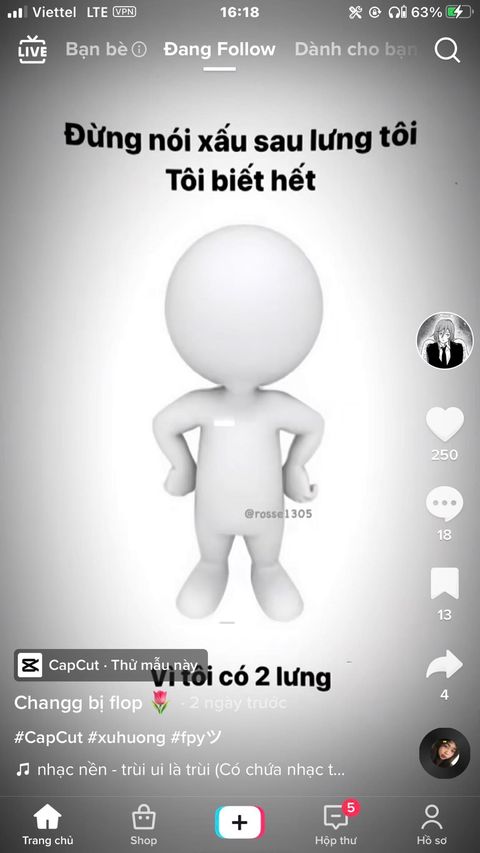 Viettel LTE VPN 16:18 63%
LIVE Bạn bè Đang Follow Dành cho bạn
Đừng nói xấu sau lưng tôi
Tôi biết hết
@rosse1305
250
18
13
4
CapCut · Thử mẫu này
Vì tôi có 2 lưng
Changg bị flop 🌷 · 2 ngày trước
#CapCut #xuhuong #fpyツ
nhạc nền - trùi ui là trùi (Có chứa nhạc t...
5
Trang chủ Shop Hộp thư Hồ sơ